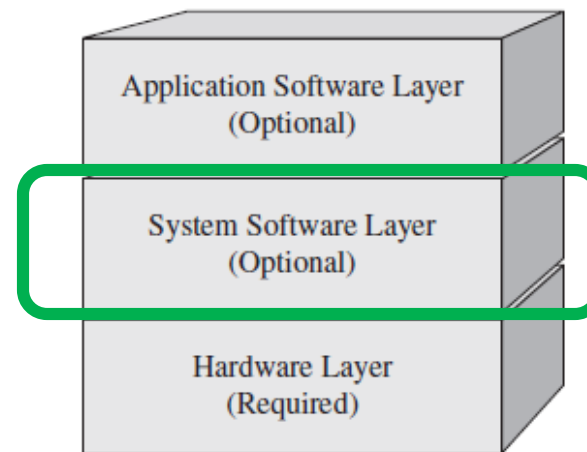 Application Software Layer
(Optional)
System Software Layer
(Optional)
Hardware Layer
(Required)